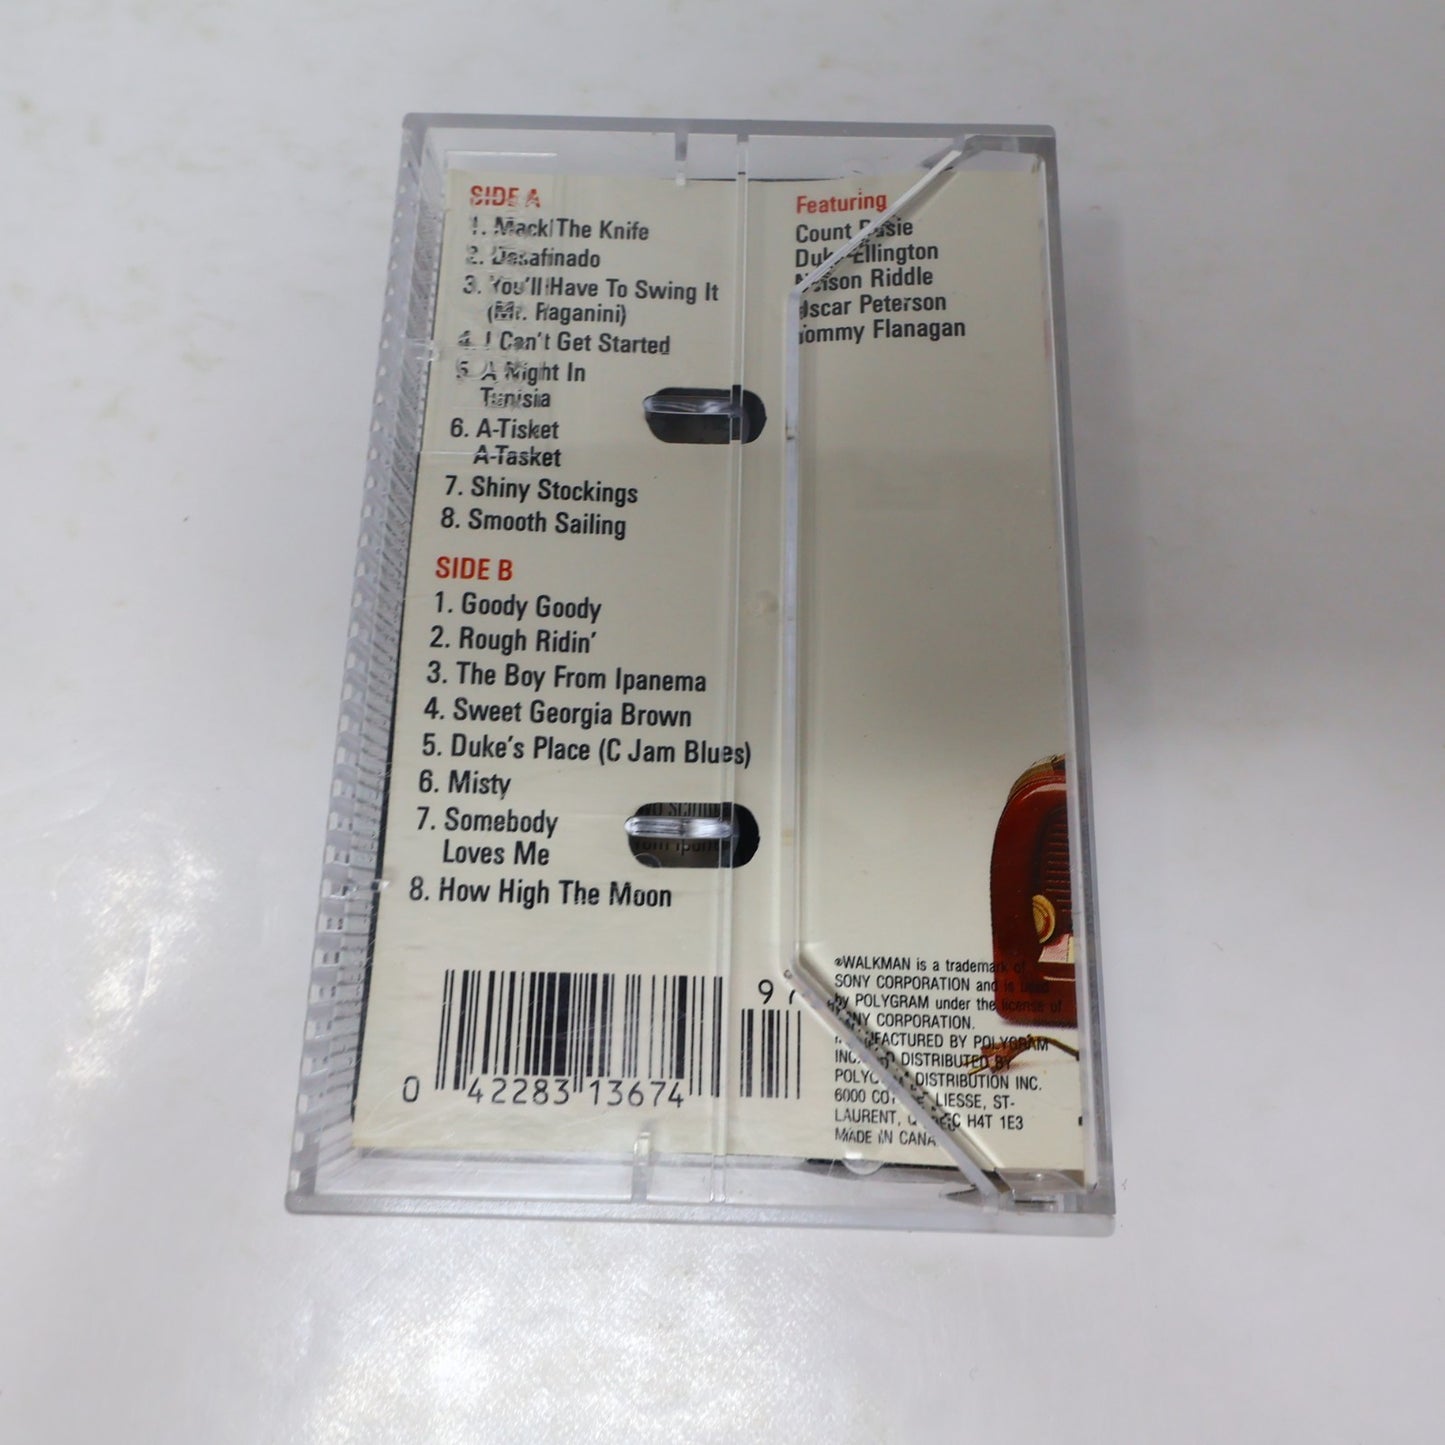 SIDE A
1. Mack The Knife
2. Desafinado
3. You'll Have To Swing It
(Mr. Paganini)
4. I Can't Get Started
5. A Night In
Tunisia
6. A-Tisket
A-Tasket
7. Shiny Stockings
8. Smooth Sailing
SIDE B
1. Goody Goody
2. Rough Ridin'
3. The Boy From Ipanema
4. Sweet Georgia Brown
5. Duke's Place (C Jam Blues)
6. Misty
7. Somebody
Loves Me
8. How High The Moon
Featuring
Count Basie
Duke Ellington
Nelson Riddle
Oscar Peterson
Tommy Flanagan
0 42283 13674
97
®WALKMAN is a trademark of
SONY CORPORATION and is used
by POLYGRAM under the license of
SONY CORPORATION.
MANUFACTURED BY POLYGRAM
INC. DISTRIBUTED BY
DISTRIBUTION INC.
6000 LIESSE, ST-
LAURENT, QUEBEC H4T 1E3
MADE IN CANADA